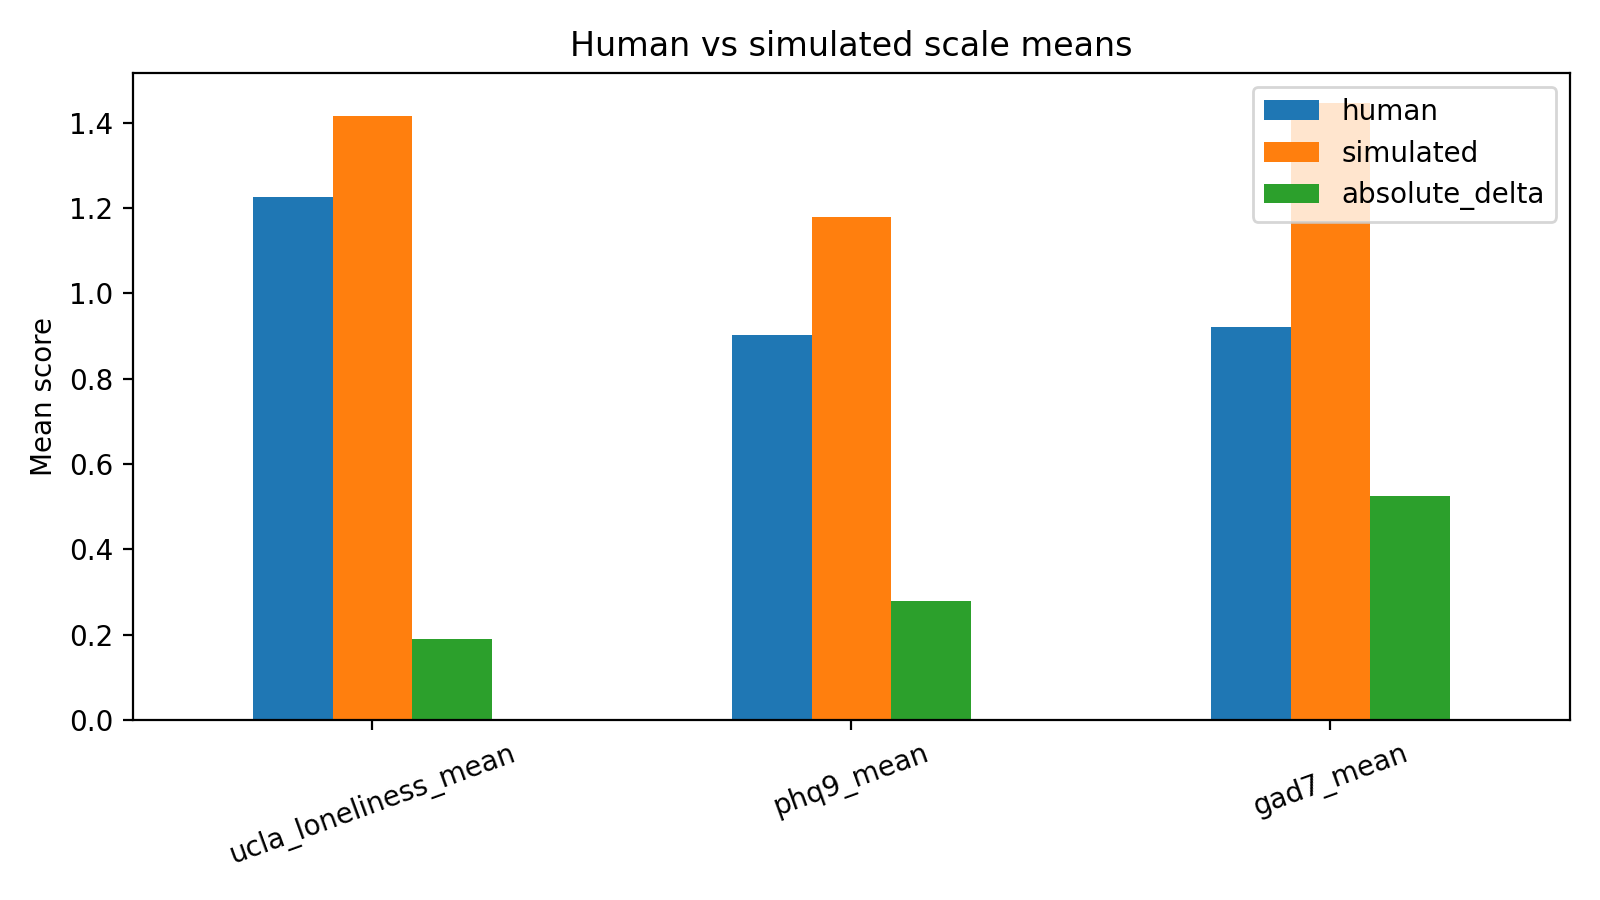 Human vs simulated scale means
human
simulated
absolute_delta
Mean score
1.4
1.2
1.0
0.8
0.6
0.4
0.2
0.0
ucla_loneliness_mean
phq9_mean
gad7_mean